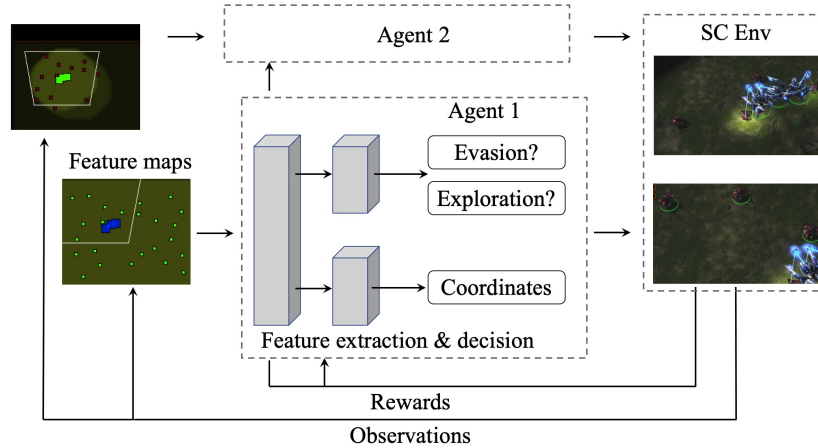 Agent 2
SC Env
Agent 1
Feature maps
Evasion?
Exploration?
Coordinates
Feature extraction & decision
Rewards
Observations